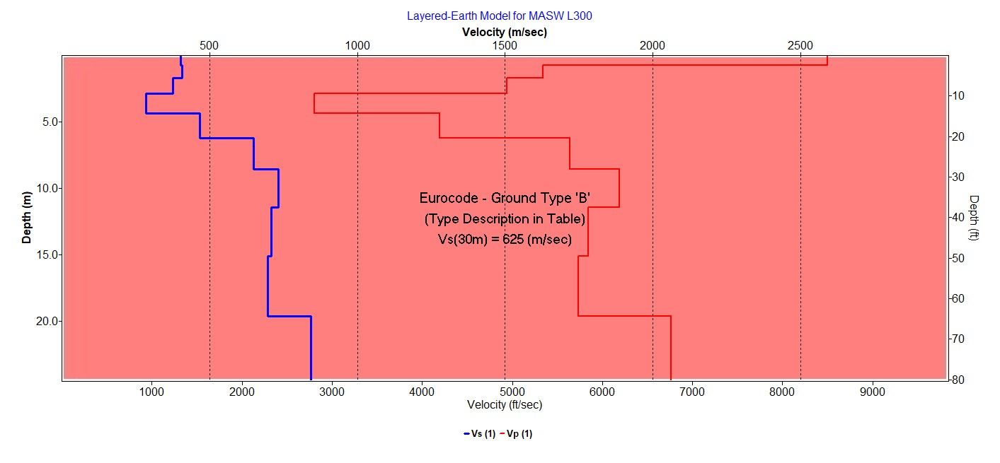 Layered-Earth Model for MASW L300
Velocity (m/sec)
500 1000 1500 2000 2500
Depth (m)
5.0
10.0
15.0
20.0
Eurocode - Ground Type 'B'
(Type Description in Table)
Vs(30m) = 625 (m/sec)
10
20
30
40
50
60
70
80
Depth (ft)
1000 2000 3000 4000 5000 6000 7000 8000 9000
Velocity (ft/sec)
Vs (1) Vp (1)